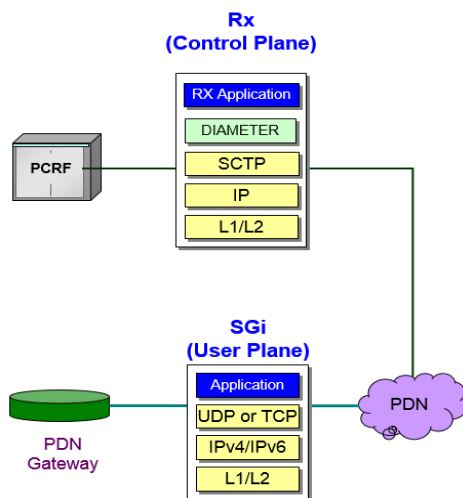 Rx
(Control Plane)
RX Application
DIAMETER
PCRF
SCTP
IP
L1/L2
SGi
(User Plane)
Application
UDP or TCP
PDN
IPv4/IPv6
PDN
Gateway
L1/L2